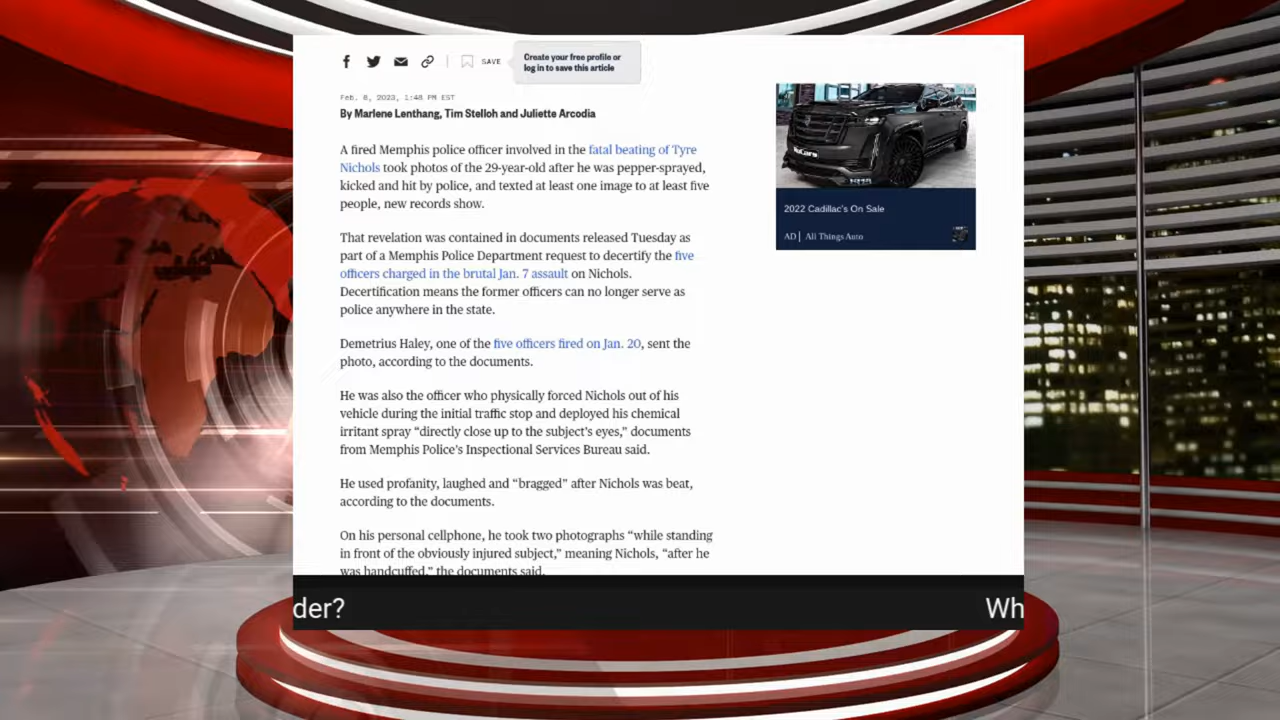 SAVE
Create your free profile or
log in to save this article
Feb. 8, 2023, 1:48 PM EST
By Marlene Lenthang, Tim Stelloh and Juliette Arcodia
A fired Memphis police officer involved in the fatal beating of Tyre
Nichols took photos of the 29-year-old after he was pepper-sprayed,
kicked and hit by police, and texted at least one image to at least five
people, new records show.
That revelation was contained in documents released Tuesday as
part of a Memphis Police Department request to decertify the five
officers charged in the brutal Jan. 7 assault on Nichols.
Decertification means the former officers can no longer serve as
police anywhere in the state.
Demetrius Haley, one of the five officers fired on Jan. 20, sent the
photo, according to the documents.
He was also the officer who physically forced Nichols out of his
vehicle during the initial traffic stop and deployed his chemical
irritant spray “directly close up to the subject’s eyes,” documents
from Memphis Police’s Inspectional Services Bureau said.
He used profanity, laughed and “bragged” after Nichols was beat,
according to the documents.
On his personal cellphone, he took two photographs “while standing
in front of the obviously injured subject,” meaning Nichols, “after he
was handcuffed,” the documents said.
2022 Cadillac's On Sale
AD | All Things Auto
der?
Wh